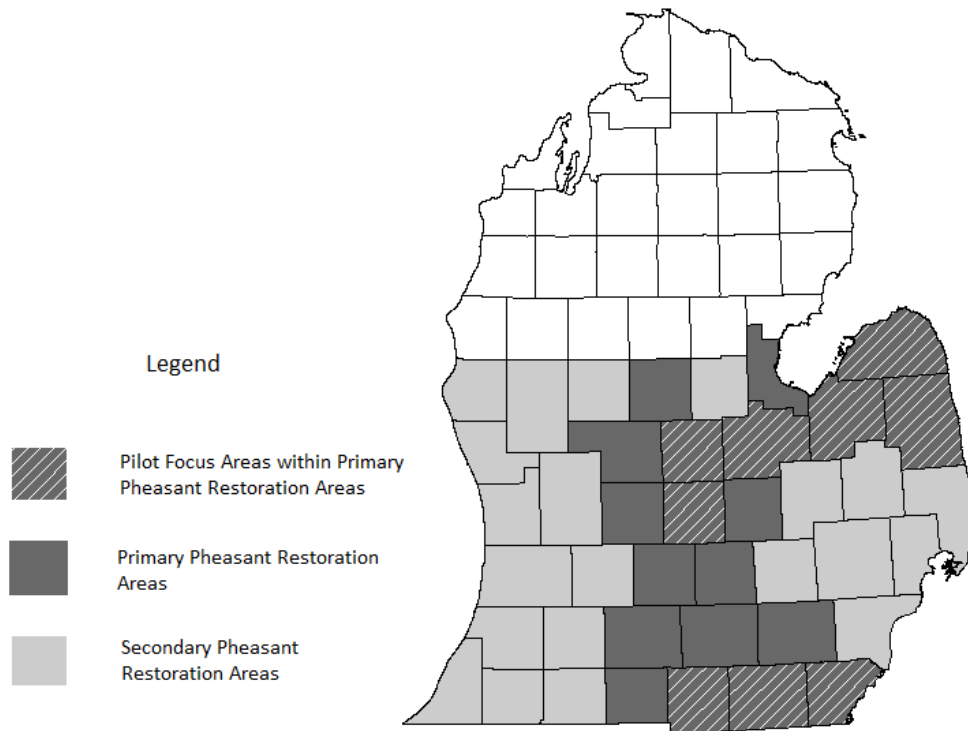 Legend
Pilot Focus Areas within Primary
Pheasant Restoration Areas
Primary Pheasant Restoration
Areas
Secondary Pheasant
Restoration Areas